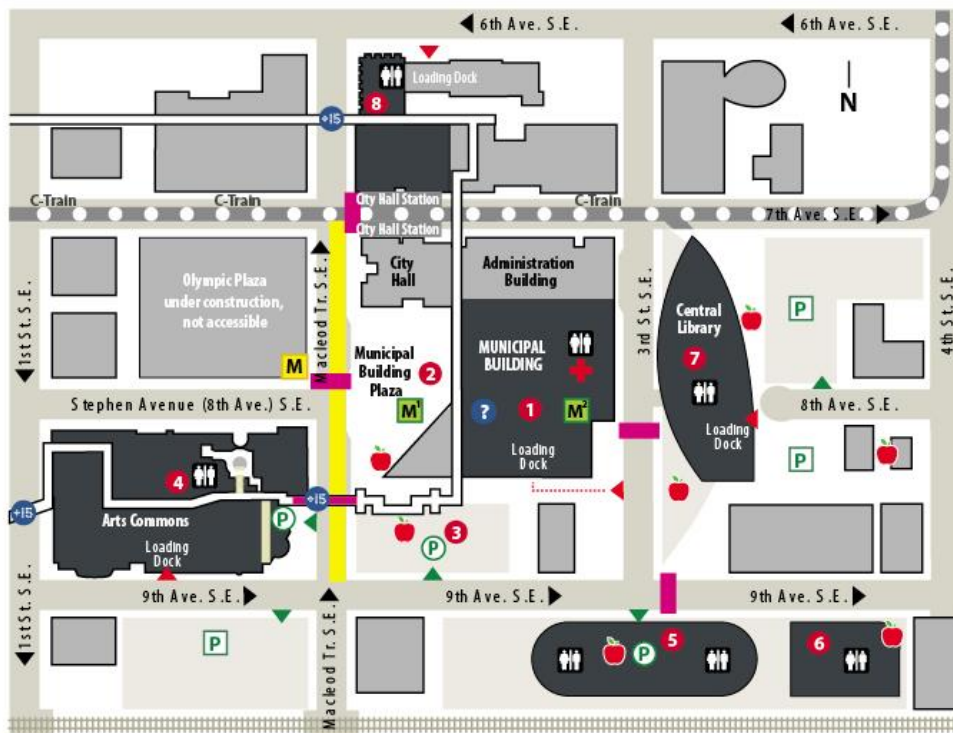 6th Ave. S.E.
6th Ave. S.E.
Loading Dock
8
N
+15
City Hall Station
C-Train
C-Train
C-Train
7th Ave. S.E.
City Hall Station
City
Hall
Administration
Building
Olympic Plaza
under construction,
not accessible
Macleod Tr. S.E.
1st St. S.E.
3rd St. S.E.
4th St. S.E.
Central
Library
P
M
Municipal
Building
Plaza
2
MUNICIPAL
BUILDING
7
Stephen Avenue (8th Ave.) S.E.
8th Ave. S.E.
M1
?
1
M2
Loading
Dock
Loading
Dock
P
4
+15
+15
Arts Commons
P
Loading
Dock
3
P
9th Ave. S.E.
9th Ave. S.E.
9th Ave. S.E.
1st St. S.E.
Macleod Tr. S.E.
P
P
5
6